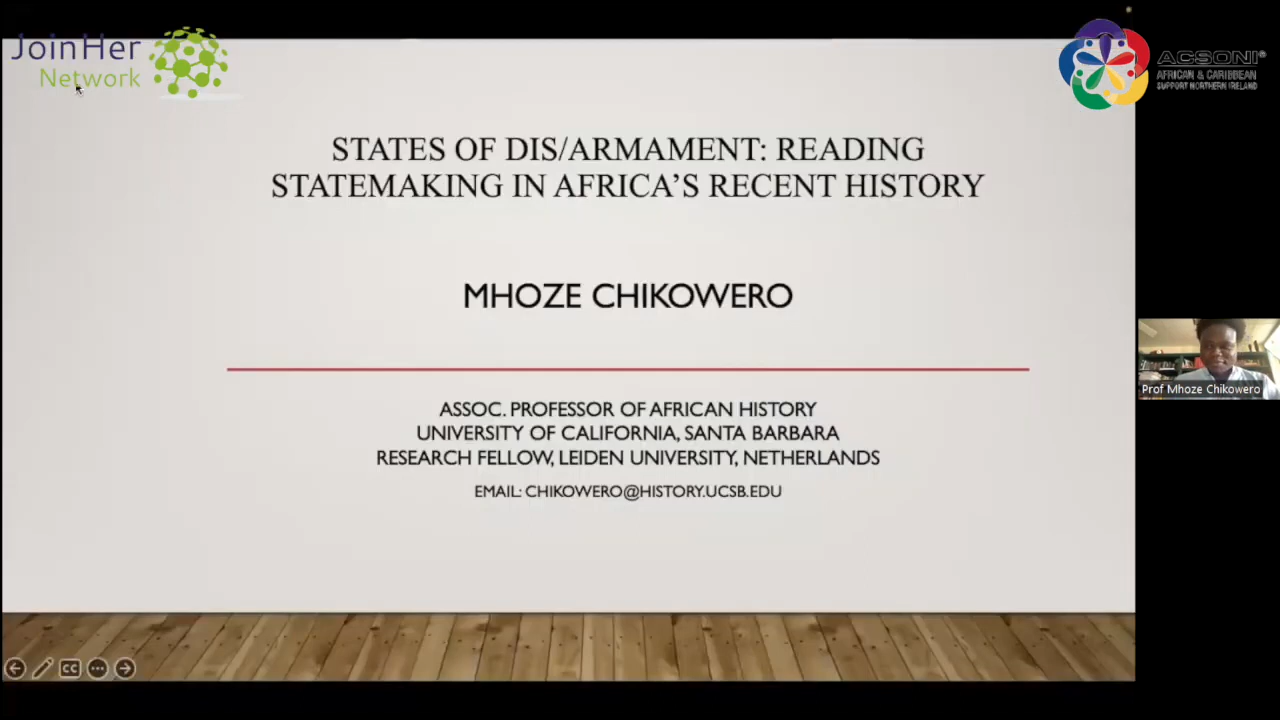 JoinHer
Network
ACSONI®
AFRICAN & CARIBBEAN
SUPPORT NORTHERN IRELAND
STATES OF DIS/ARMAMENT: READING
STATEMAKING IN AFRICA'S RECENT HISTORY
MHOZE CHIKOWERO
ASSOC. PROFESSOR OF AFRICAN HISTORY
UNIVERSITY OF CALIFORNIA, SANTA BARBARA
RESEARCH FELLOW, LEIDEN UNIVERSITY, NETHERLANDS
EMAIL: CHIKOWERO@HISTORY.UCSB.EDU
Prof Mhoze Chikowero
CC